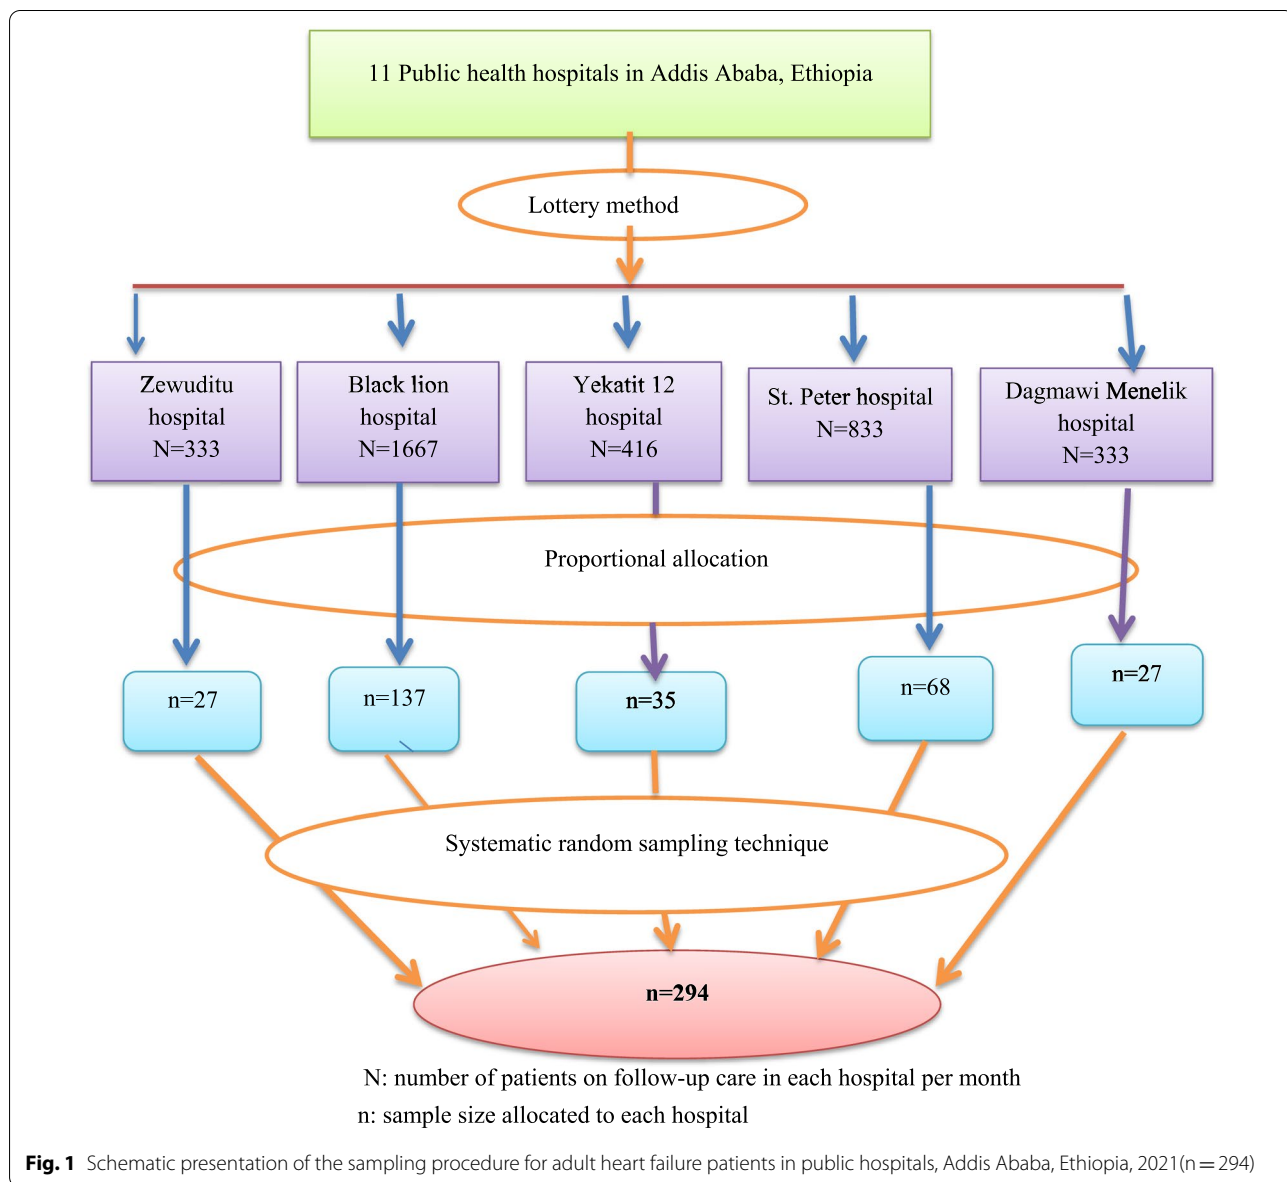 11 Public health hospitals in Addis Ababa, Ethiopia
Lottery method
Zewuditu
hospital
N=333
Black lion
hospital
N=1667
Yekatit 12
hospital
N=416
St. Peter hospital
N=833
Dagmawi Menelik
hospital
N=333
Proportional allocation
n=27
n=137
n=35
n=68
n=27
Systematic random sampling technique
n=294
N: number of patients on follow-up care in each hospital per month
n: sample size allocated to each hospital
Fig. 1 Schematic presentation of the sampling procedure for adult heart failure patients in public hospitals, Addis Ababa, Ethiopia, 2021(n = 294)